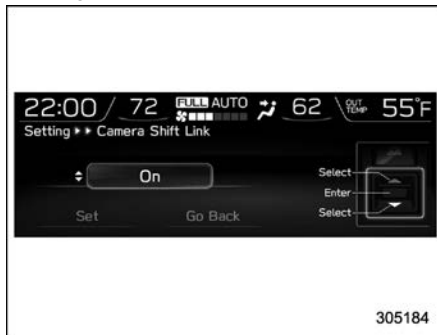 22:00 / 72 FULL AUTO 62 OUT TEMP 55°F
Setting ▸▸ Camera Shift Link
On
Select
Enter
Set Go Back Select
305184